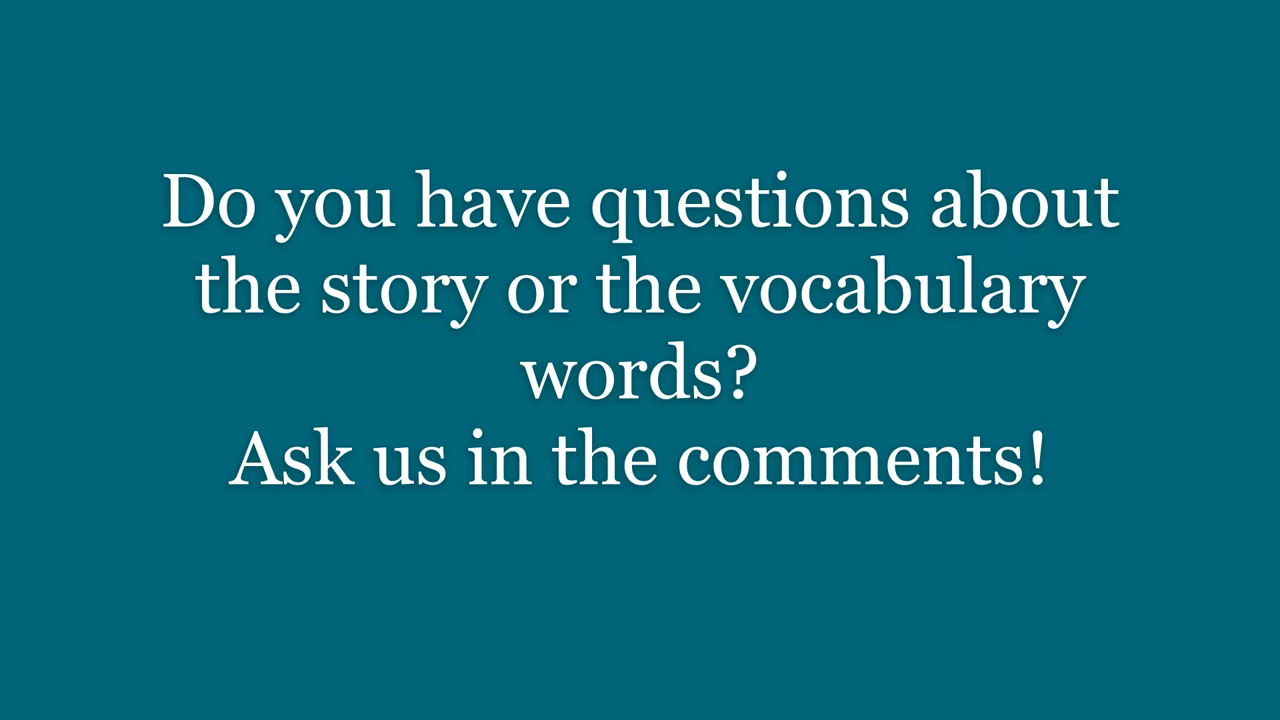 Do you have questions about
the story or the vocabulary
words?
Ask us in the comments!